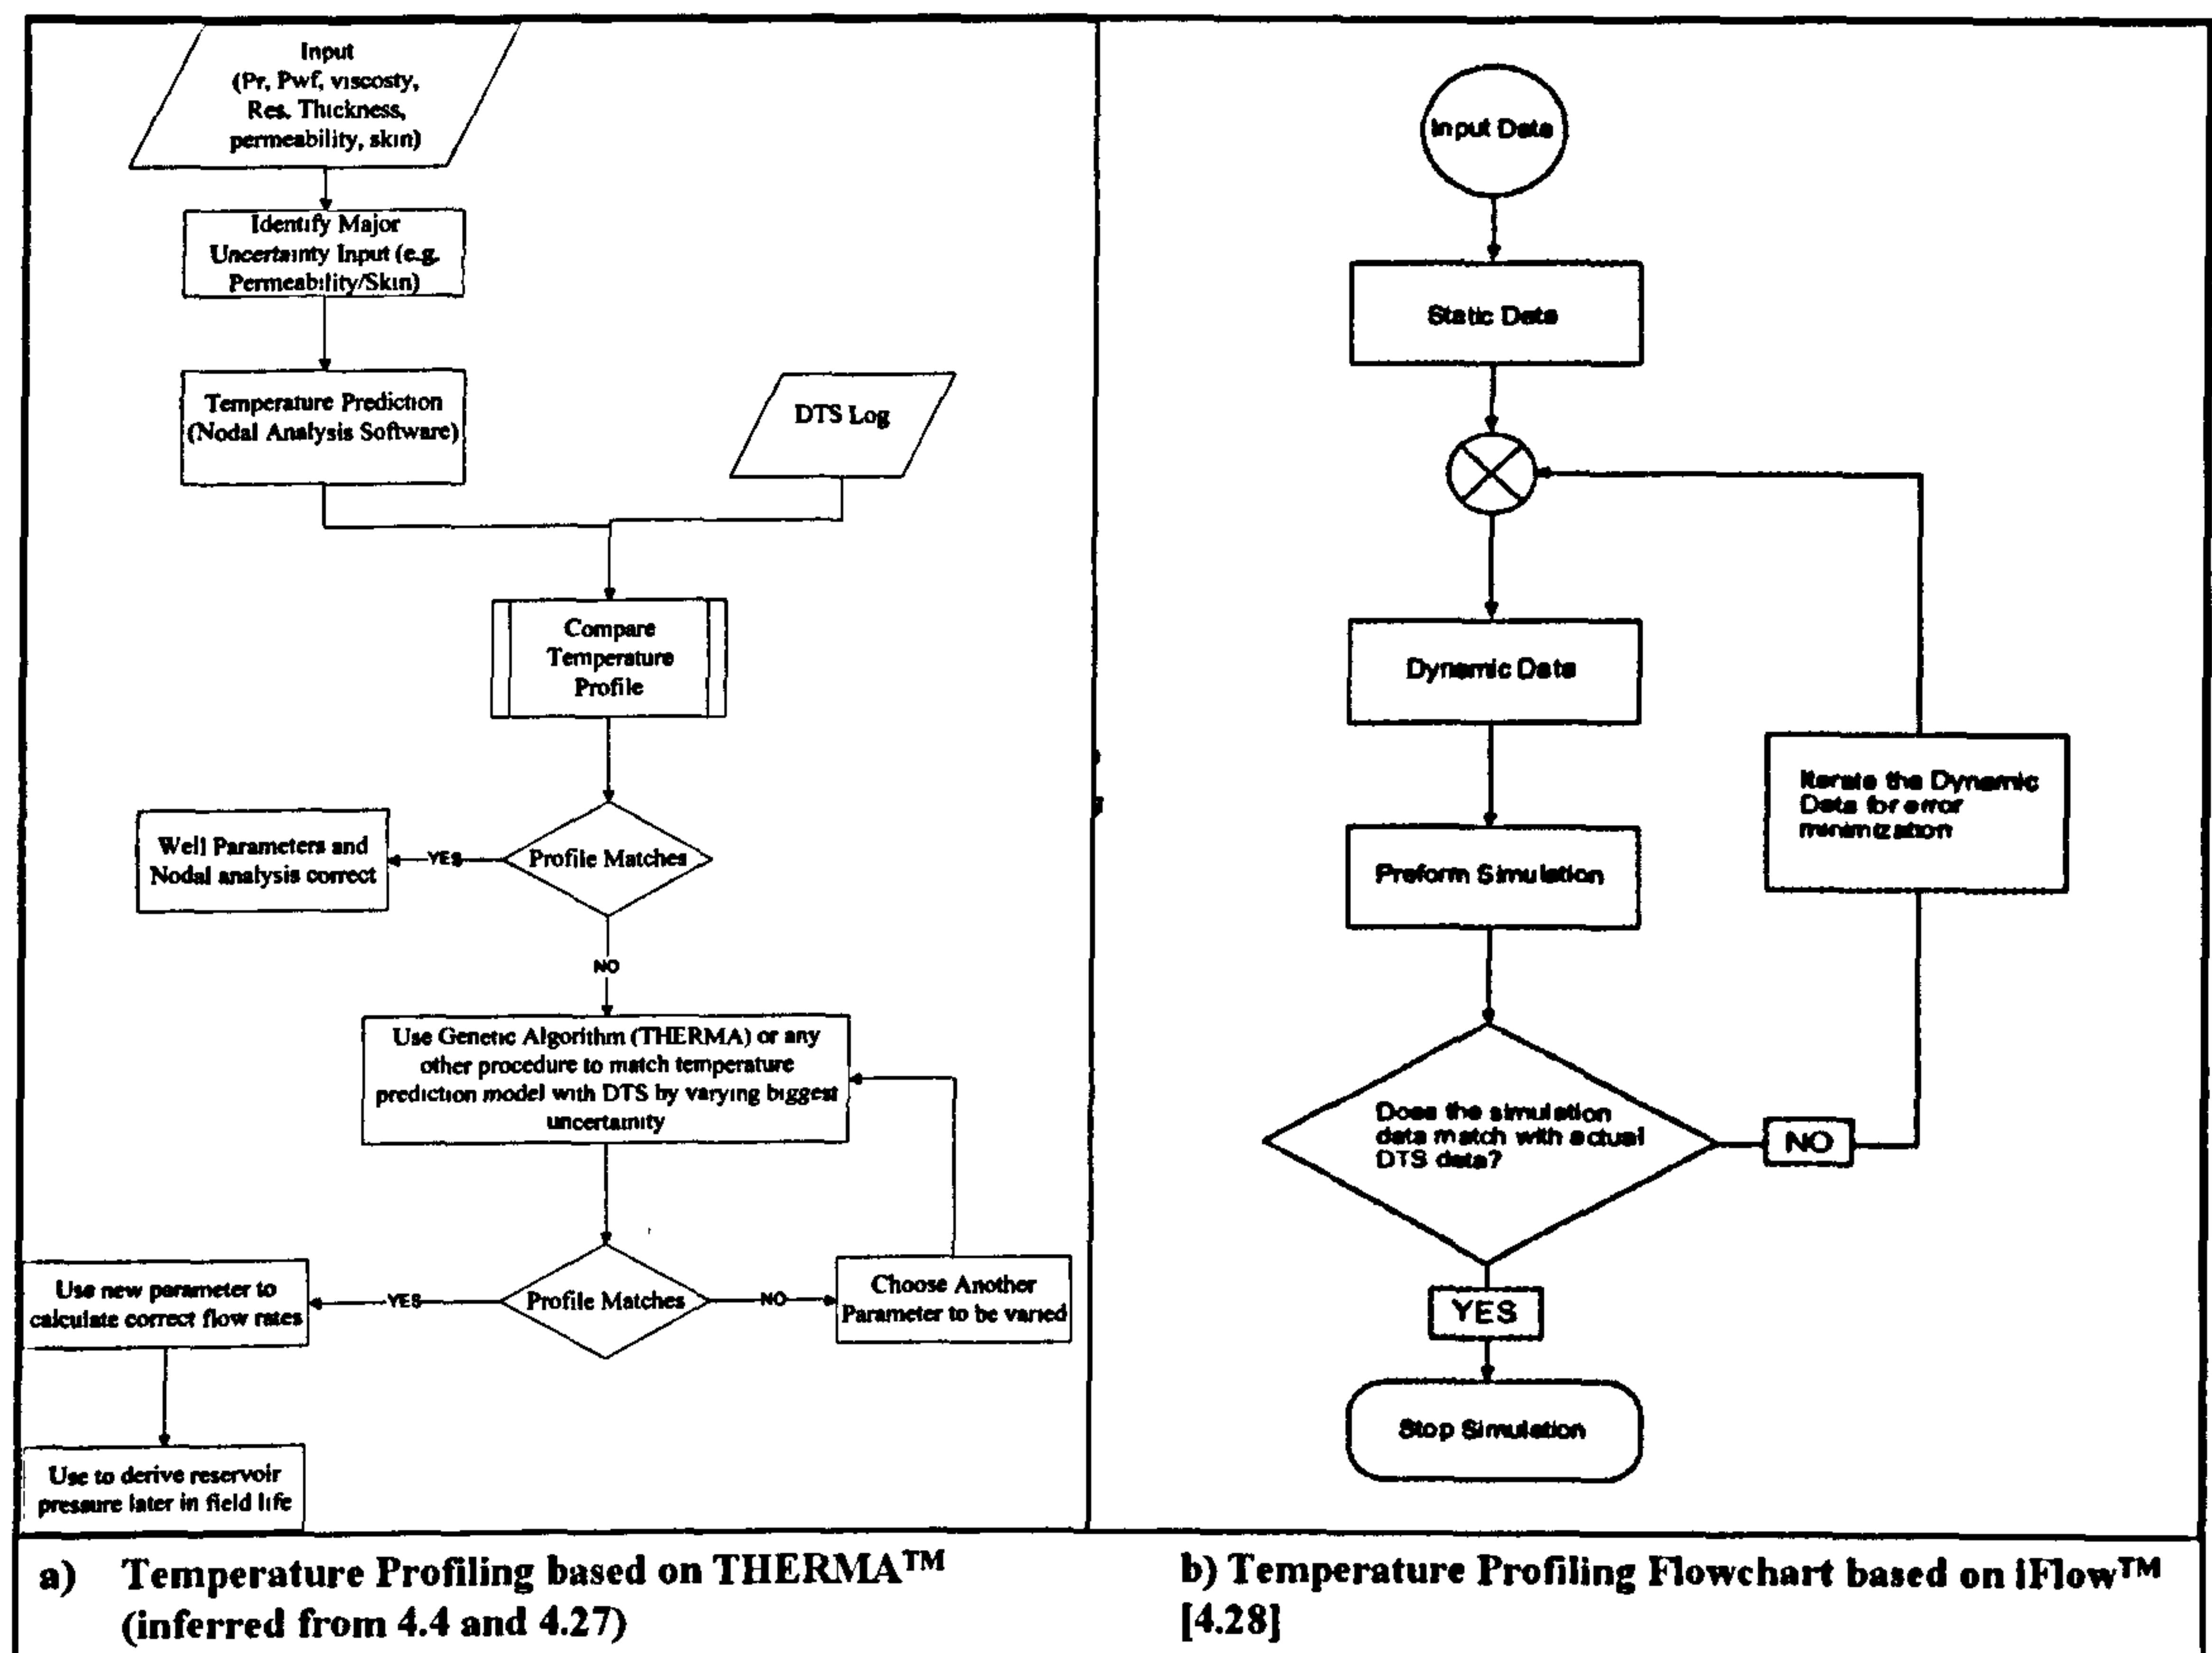 Input
(Pr, Pwf, viscosty,
Res. Thickness,
permeability, skin)
Identify Major
Uncertainty Input (e.g.
Permeability/Skin)
Temperature Prediction
(Nodal Analysis Software)
DTS Log
Compare
Temperature
Profile
Profile Matches
YES
Well Parameters and
Nodal analysis correct
NO
Use Genetic Algorithm (THERMA) or any
other procedure to match temperature
prediction model with DTS by varying biggest
uncertainity
Profile Matches
YES
NO
Choose Another
Parameter to be varied
Use new parameter to
calculate correct flow rates
Use to derive reservoir
pressure later in field life
a) Temperature Profiling based on THERMA™
(inferred from 4.4 and 4.27)
Input Data
Static Data
Dynamic Data
Iterate the Dynamic
Data for error
minimization
Preform Simulation
Does the simulation
data match with actual
DTS data?
NO
YES
Stop Simulation
b) Temperature Profiling Flowchart based on iFlow™
[4.28]